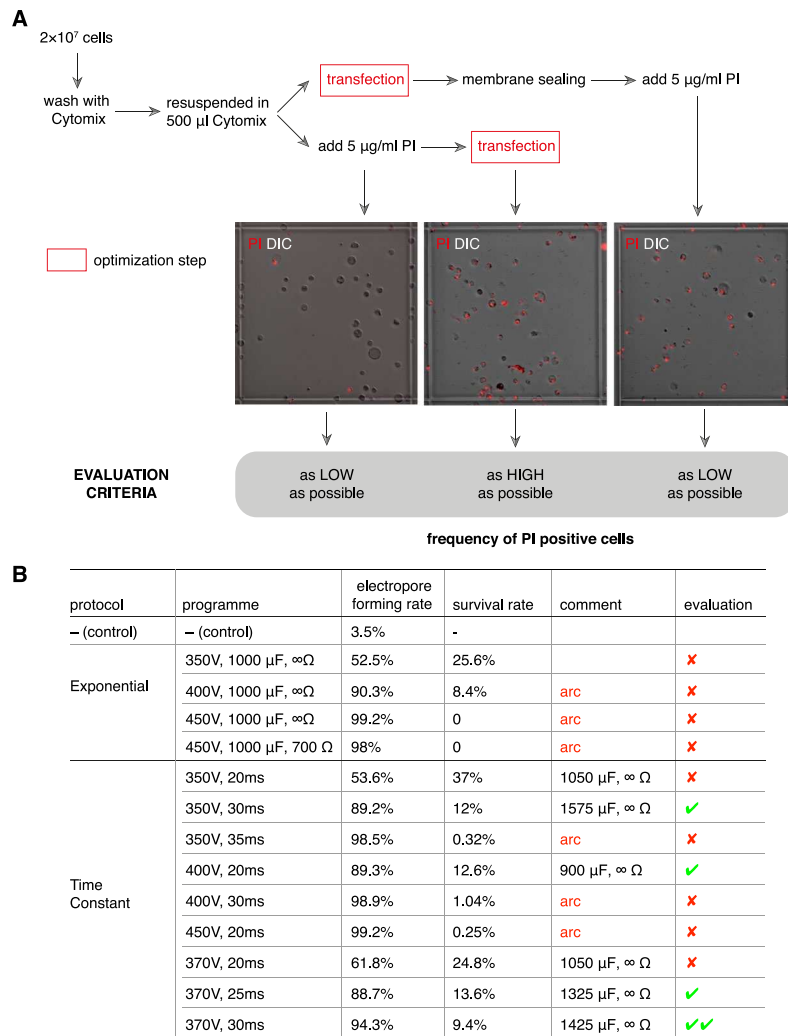 A
2×10⁷ cells
wash with
Cytomix
resuspended in
500 µl Cytomix
transfection
membrane sealing
add 5 µg/ml PI
add 5 µg/ml PI
transfection
optimization step
PI DIC
PI DIC
PI DIC
EVALUATION
CRITERIA
as LOW
as possible
as HIGH
as possible
as LOW
as possible
frequency of PI positive cells
B
protocol programme electropore forming rate survival rate comment evaluation
– (control) – (control) 3.5% -
Exponential
350V, 1000 µF, ∞Ω 52.5% 25.6% ✘
400V, 1000 µF, ∞Ω 90.3% 8.4% arc ✘
450V, 1000 µF, ∞Ω 99.2% 0 arc ✘
450V, 1000 µF, 700 Ω 98% 0 arc ✘
Time
Constant
350V, 20ms 53.6% 37% 1050 µF, ∞ Ω ✘
350V, 30ms 89.2% 12% 1575 µF, ∞ Ω ✔
350V, 35ms 98.5% 0.32% arc ✘
400V, 20ms 89.3% 12.6% 900 µF, ∞ Ω ✔
400V, 30ms 98.9% 1.04% arc ✘
450V, 20ms 99.2% 0.25% arc ✘
370V, 20ms 61.8% 24.8% 1050 µF, ∞ Ω ✘
370V, 25ms 88.7% 13.6% 1325 µF, ∞ Ω ✔
370V, 30ms 94.3% 9.4% 1425 µF, ∞ Ω ✔✔